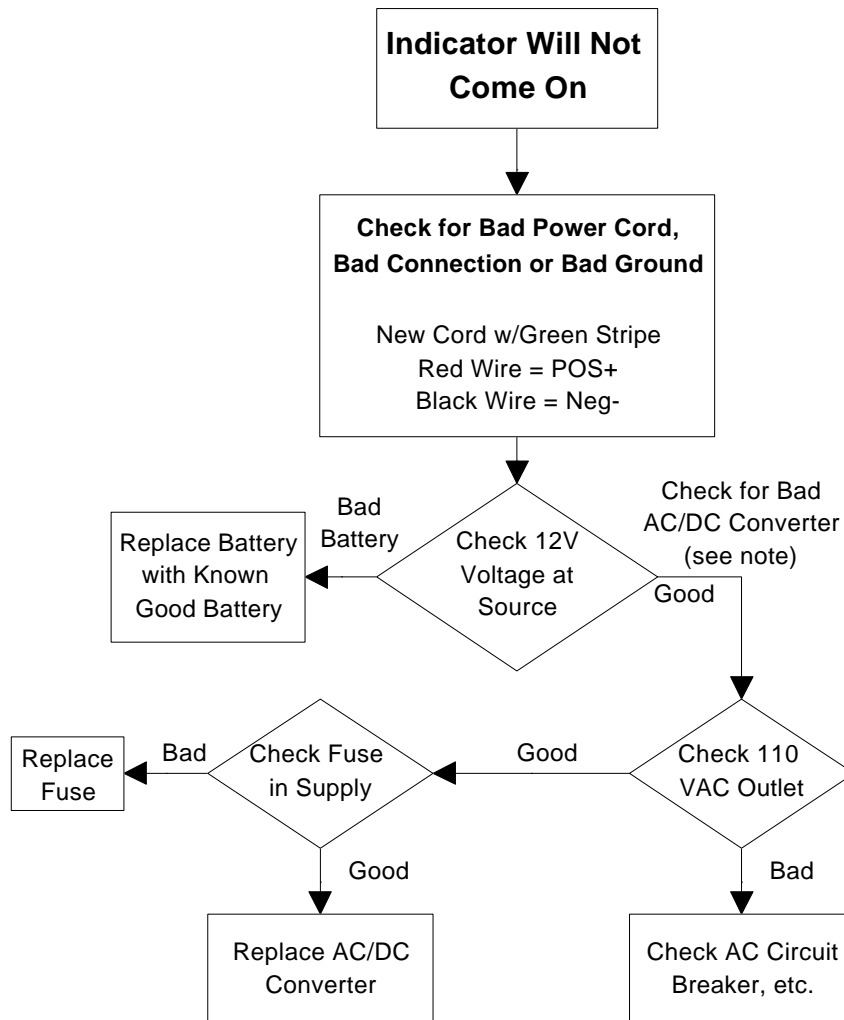 Indicator Will Not
Come On
Check for Bad Power Cord,
Bad Connection or Bad Ground
New Cord w/Green Stripe
Red Wire = POS+
Black Wire = Neg-
Bad
Battery
Check for Bad
AC/DC Converter
(see note)
Replace Battery
with Known
Good Battery
Check 12V
Voltage at
Source
Good
Replace
Fuse
Bad
Check Fuse
in Supply
Good
Check 110
VAC Outlet
Good
Bad
Replace AC/DC
Converter
Check AC Circuit
Breaker, etc.